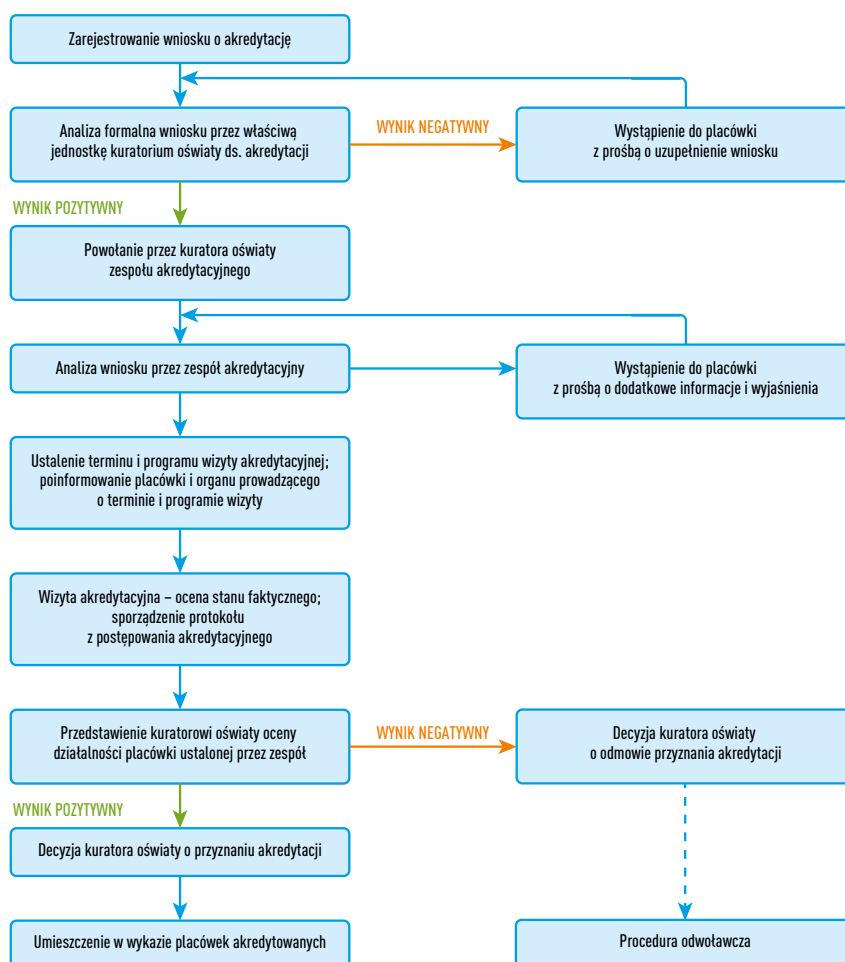 Zarejestrowanie wniosku o akredytację
Analiza formalna wniosku przez właściwą
jednostkę kuratorium oświaty ds. akredytacji
WYNIK NEGATYWNY
Wystąpienie do placówki
z prośbą o uzupełnienie wniosku
WYNIK POZYTYWNY
Powołanie przez kuratora oświaty
zespołu akredytacyjnego
Analiza wniosku przez zespół akredytacyjny
Wystąpienie do placówki
z prośbą o dodatkowe informacje i wyjaśnienia
Ustalenie terminu i programu wizyty akredytacyjnej;
poinformowanie placówki i organu prowadzącego
o terminie i programie wizyty
Wizyta akredytacyjna – ocena stanu faktycznego;
sporządzenie protokołu
z postępowania akredytacyjnego
Przedstawienie kuratorowi oświaty oceny
działalności placówki ustalonej przez zespół
WYNIK NEGATYWNY
Decyzja kuratora oświaty
o odmowie przyznania akredytacji
WYNIK POZYTYWNY
Decyzja kuratora oświaty o przyznaniu akredytacji
Umieszczenie w wykazie placówek akredytowanych
Procedura odwoławcza